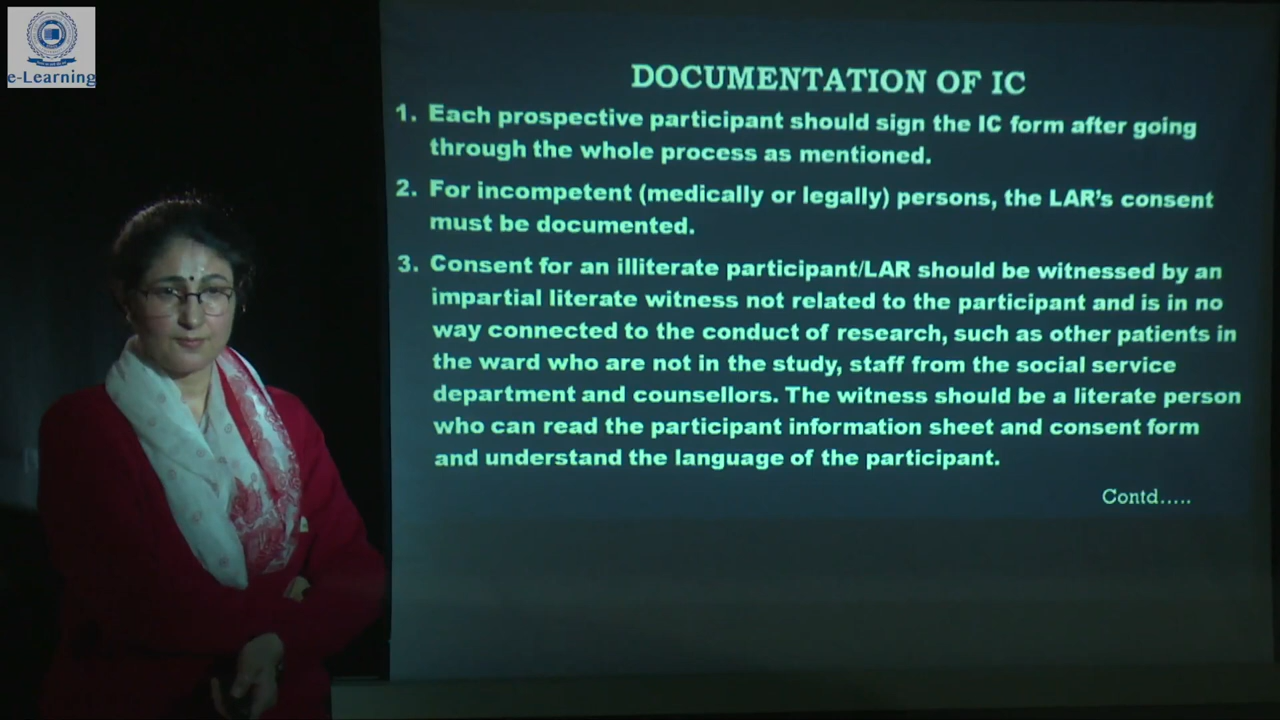 e-Learning
DOCUMENTATION OF IC
1. Each prospective participant should sign the IC form after going
through the whole process as mentioned.
2. For incompetent (medically or legally) persons, the LAR's consent
must be documented.
3. Consent for an illiterate participant/LAR should be witnessed by an
impartial literate witness not related to the participant and is in no
way connected to the conduct of research, such as other patients in
the ward who are not in the study, staff from the social service
department and counsellors. The witness should be a literate person
who can read the participant information sheet and consent form
and understand the language of the participant.
Contd.....